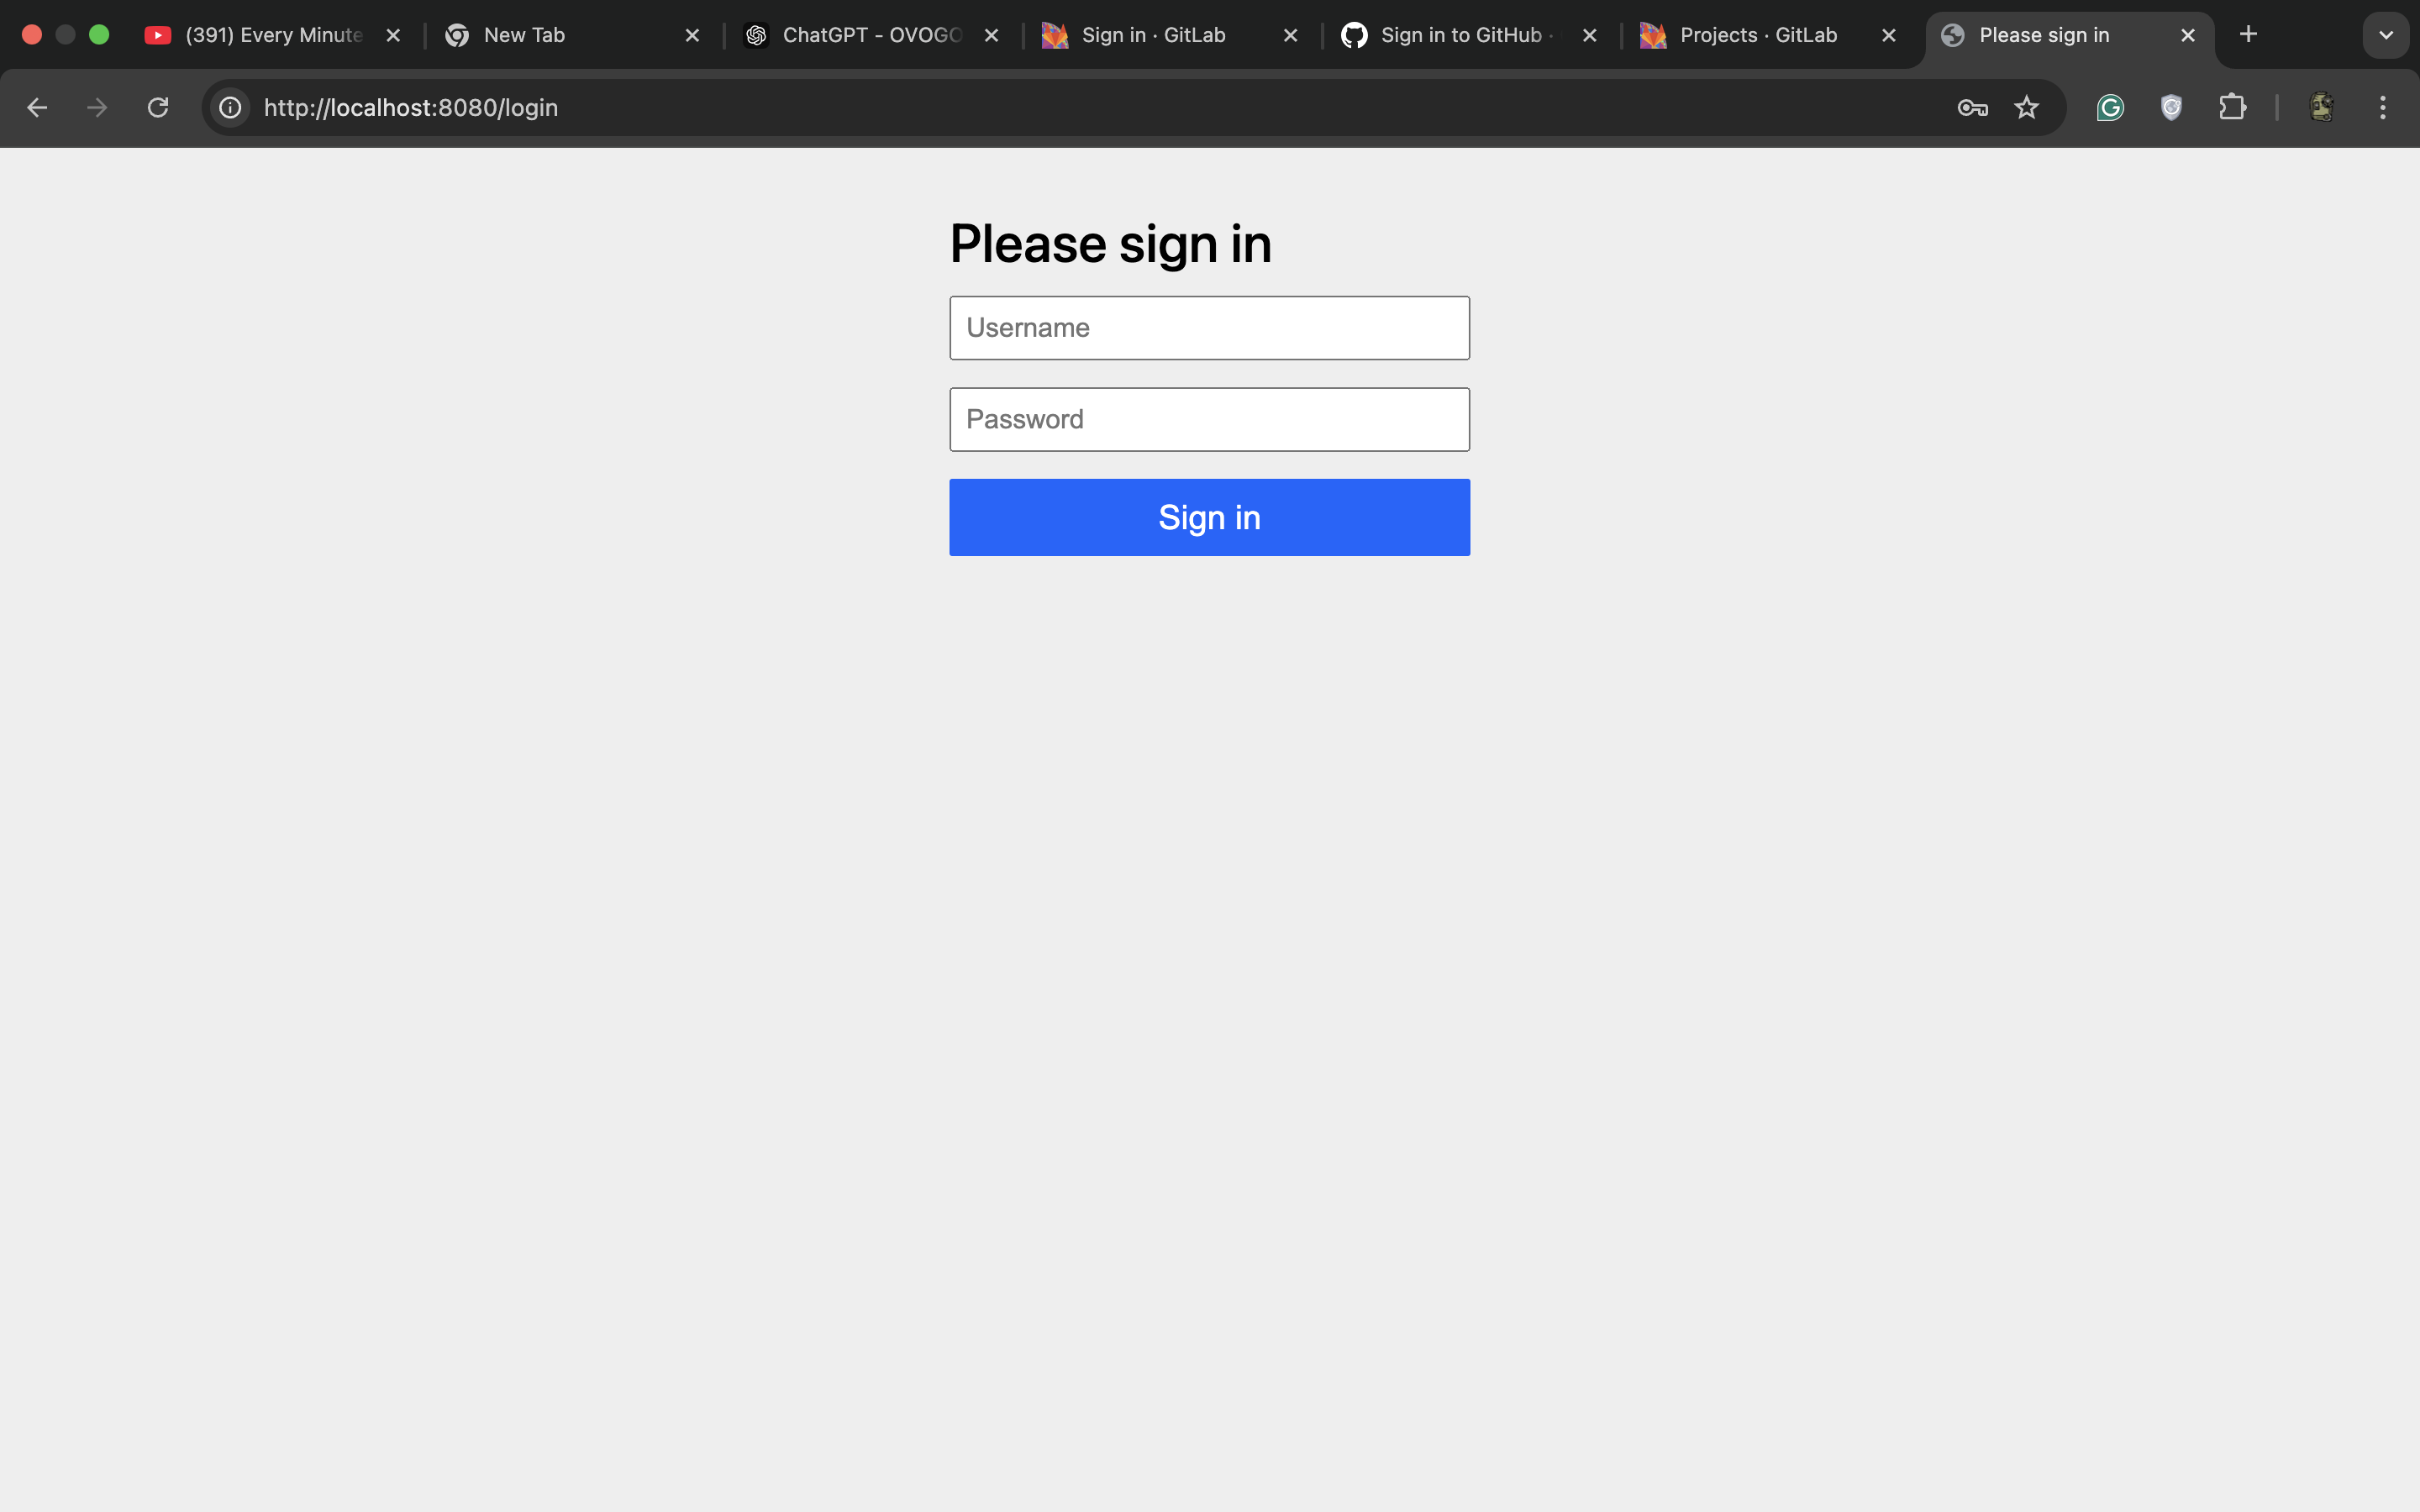 (391) Every Minute
New Tab
ChatGPT - OVOGO
Sign in · GitLab
Sign in to GitHub ·
Projects · GitLab
Please sign in
http://localhost:8080/login
Please sign in
Username
Password
Sign in